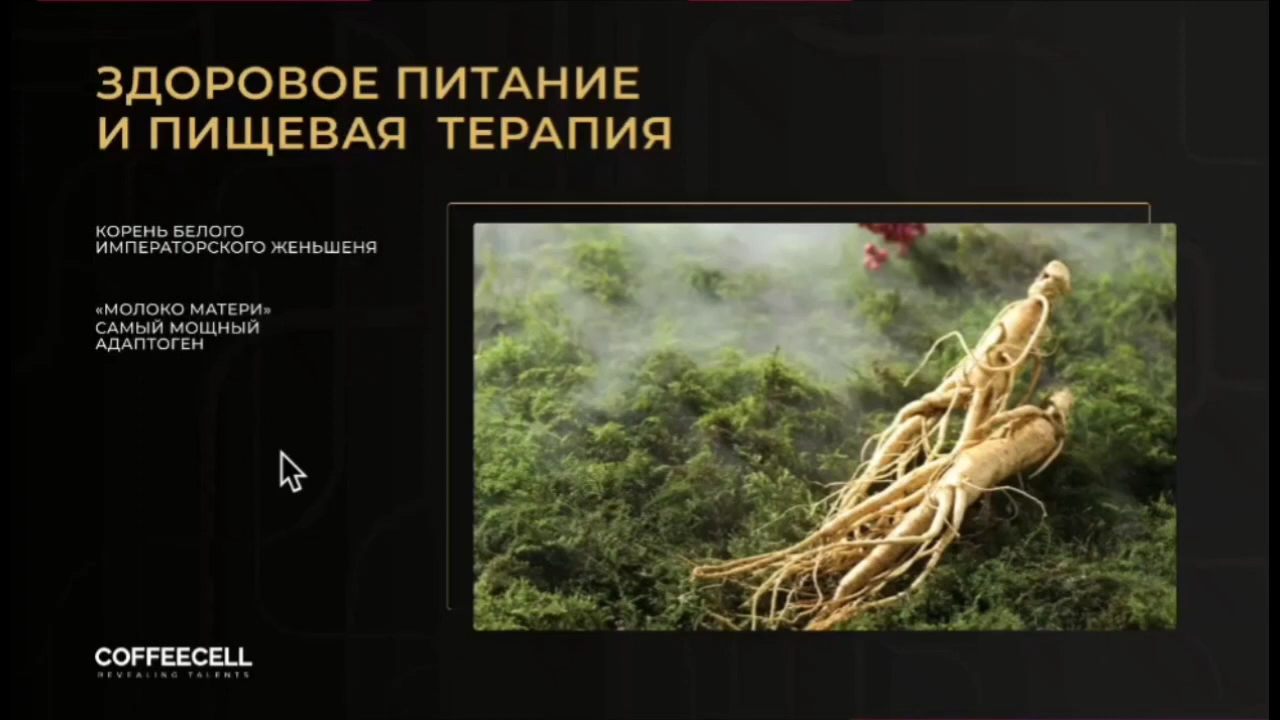 ЗДОРОВОЕ ПИТАНИЕ
И ПИЩЕВАЯ ТЕРАПИЯ
КОРЕНЬ БЕЛОГО
ИМПЕРАТОРСКОГО ЖЕНЬШЕНЯ
«МОЛОКО МАТЕРИ»
САМЫЙ МОЩНЫЙ
АДАПТОГЕН
COFFEECELL
REVEALING TALENTS